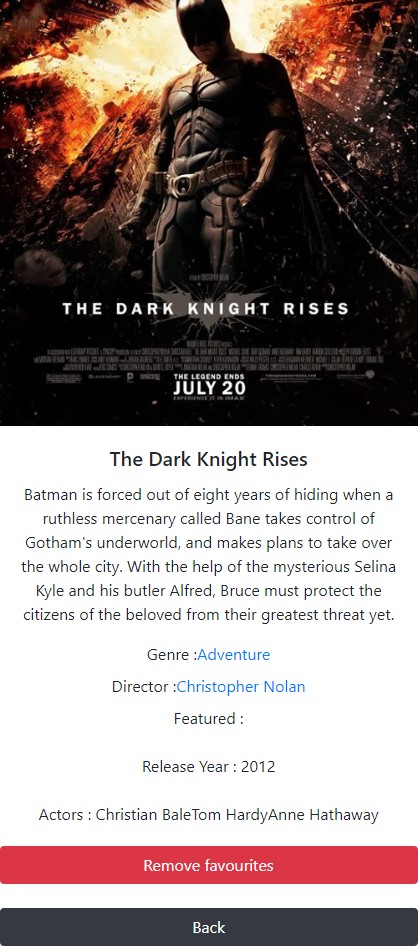 THE DARK KNIGHT RISES
THE LEGEND ENDS
JULY 20
EXPERIENCE IT IN IMAX
The Dark Knight Rises
Batman is forced out of eight years of hiding when a
ruthless mercenary called Bane takes control of
Gotham's underworld, and makes plans to take over
the whole city. With the help of the mysterious Selina
Kyle and his butler Alfred, Bruce must protect the
citizens of the beloved from their greatest threat yet.
Genre :Adventure
Director :Christopher Nolan
Featured :
Release Year : 2012
Actors : Christian BaleTom HardyAnne Hathaway
Remove favourites
Back